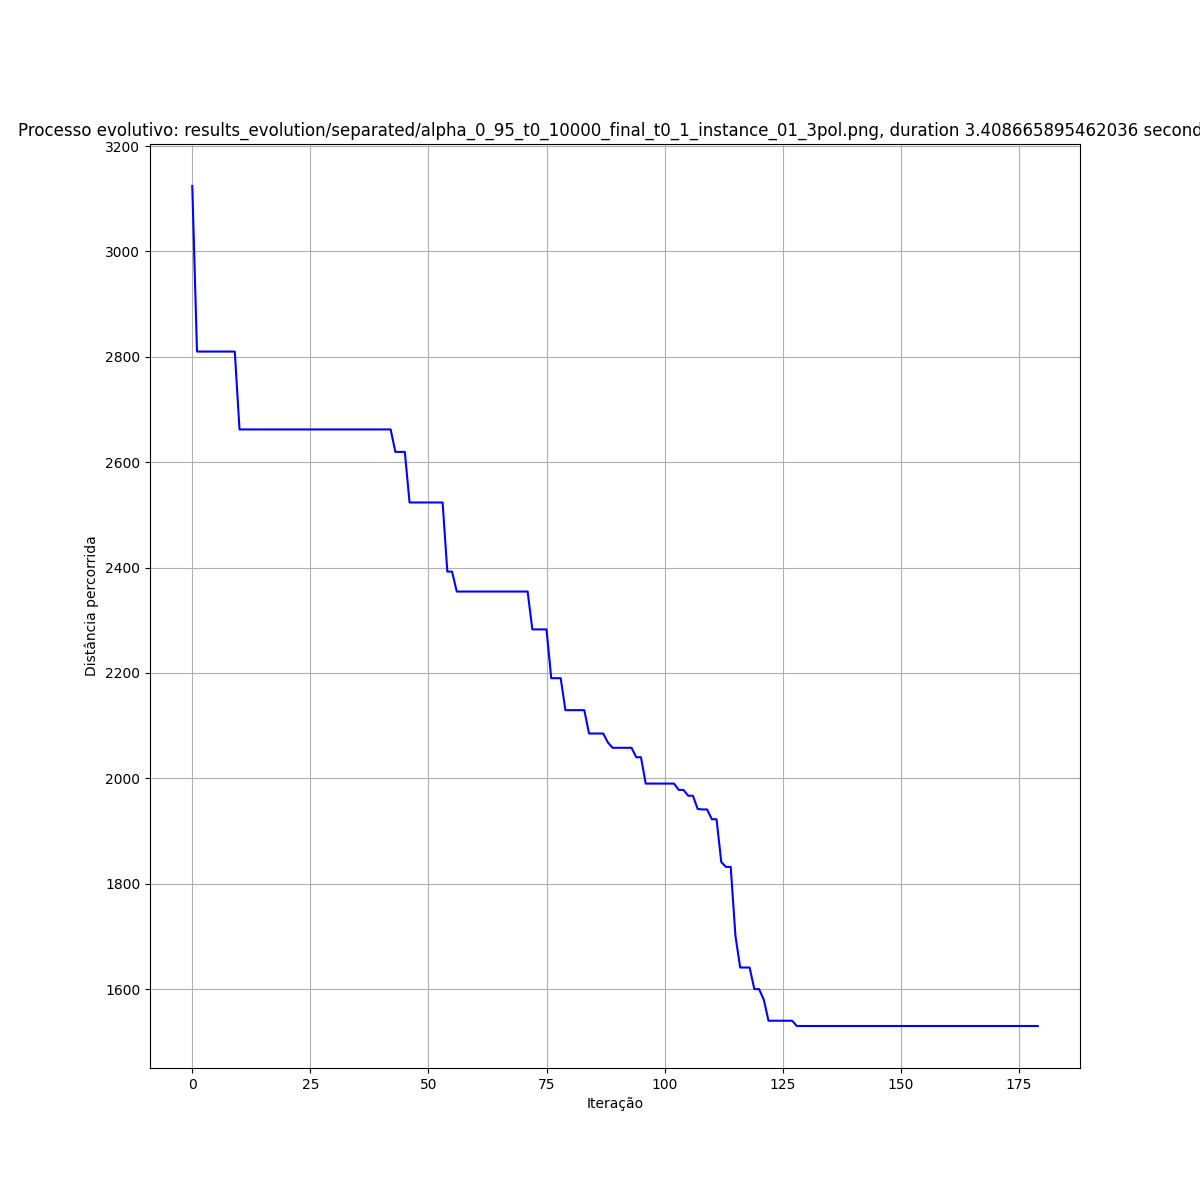 Processo evolutivo: results_evolution/separated/alpha_0_95_t0_10000_final_t0_1_instance_01_3pol.png, duration 3.408665895462036 second
3200
3000
2800
2600
2400
2200
2000
1800
1600
Distância percorrida
0 25 50 75 100 125 150 175
Iteração